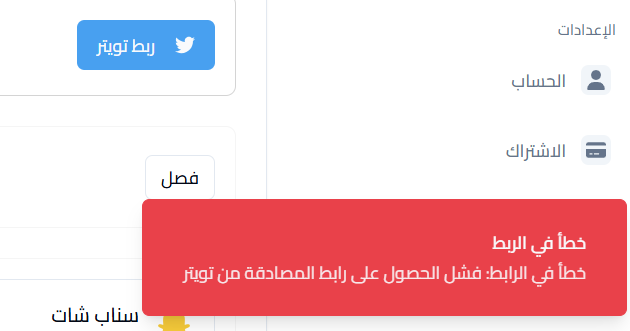 الإعدادات
ربط تويتر
الحساب
الاشتراك
فصل
خطأ في الربط
خطأ في الرابط: فشل الحصول على رابط المصادقة من تويتر
سناب شات